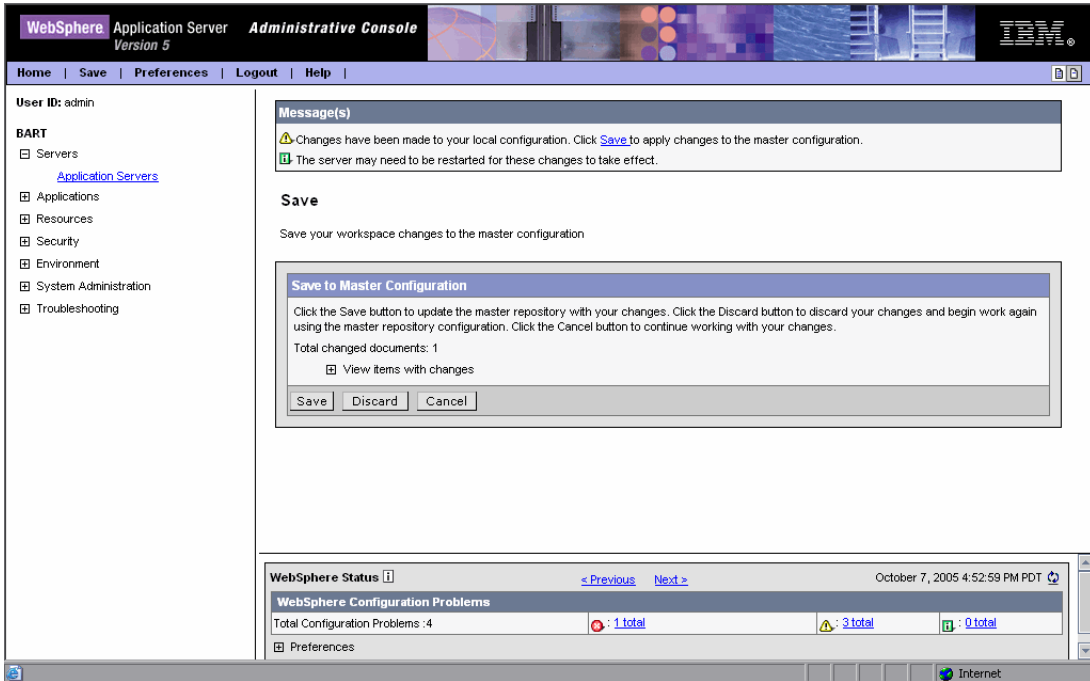 WebSphere Application Server Administrative Console
Version 5
IBM®
Home | Save | Preferences | Logout | Help |
User ID: admin
BART
Servers
Application Servers
Applications
Resources
Security
Environment
System Administration
Troubleshooting
Message(s)
Changes have been made to your local configuration. Click Save to apply changes to the master configuration.
The server may need to be restarted for these changes to take effect.
Save
Save your workspace changes to the master configuration
Save to Master Configuration
Click the Save button to update the master repository with your changes. Click the Discard button to discard your changes and begin work again
using the master repository configuration. Click the Cancel button to continue working with your changes.
Total changed documents: 1
View items with changes
Save Discard Cancel
WebSphere Status i < Previous Next > October 7, 2005 4:52:59 PM PDT
WebSphere Configuration Problems
Total Configuration Problems :4 : 1 total : 3 total : 0 total
Preferences
Internet